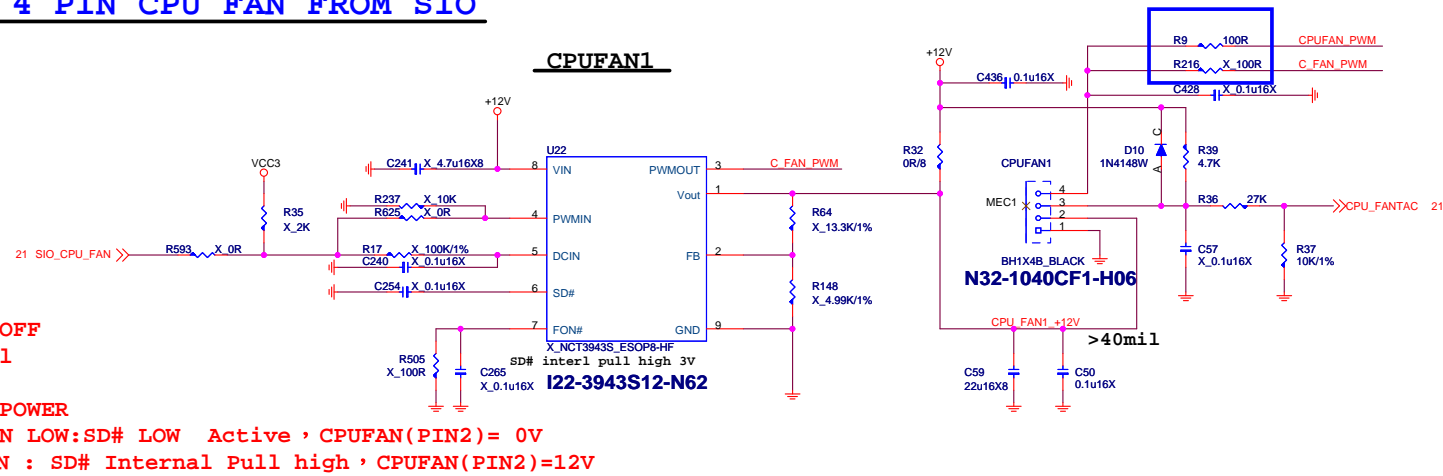 4 PIN CPU FAN FROM SIO
CPUFAN1
+12V
VCC3
R35
X_2K
21 SIO_CPU_FAN
R593 X_0R
C241 X_4.7u16X8
R237 X_10K
R625 X_0R
R17 X_100K/1%
C240 X_0.1u16X
C254 X_0.1u16X
R505
X_100R
C265
X_0.1u16X
U22
8 VIN
4 PWMIN
5 DCIN
6 SD#
7 FON#
PWMOUT 3
Vout 1
FB 2
GND 9
X_NCT3943S_ESOP8-HF
SD# interl pull high 3V
I22-3943S12-N62
C_FAN_PWM
R64
X_13.3K/1%
R148
X_4.99K/1%
+12V
C436 0.1u16X
R32
0R/8
CPUFAN1
MEC1
4
3
2
1
BH1X4B_BLACK
N32-1040CF1-H06
R9 100R
CPUFAN_PWM
R216 X_100R
C_FAN_PWM
C428 X_0.1u16X
C
D10
1N4148W
A
R39
4.7K
R36 27K
CPU_FANTAC 21
C57
X_0.1u16X
R37
10K/1%
CPU_FAN1_+12V
>40mil
C59
22u16X8
C50
0.1u16X
OFF
POWER
N LOW:SD# LOW Active，CPUFAN(PIN2)= 0V
N : SD# Internal Pull high，CPUFAN(PIN2)=12V